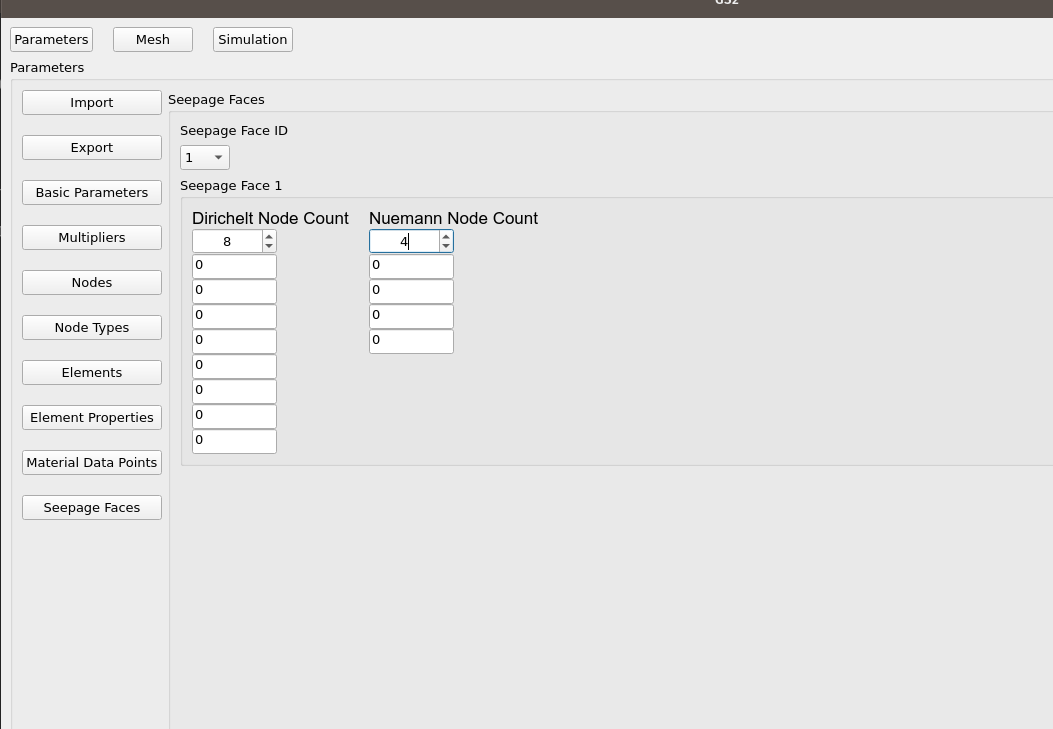 GS2
Parameters Mesh Simulation
Parameters
Import
Export
Basic Parameters
Multipliers
Nodes
Node Types
Elements
Element Properties
Material Data Points
Seepage Faces
Seepage Faces
Seepage Face ID
1
Seepage Face 1
Dirichelt Node Count Nuemann Node Count
8 4
0 0
0 0
0 0
0 0
0
0
0
0